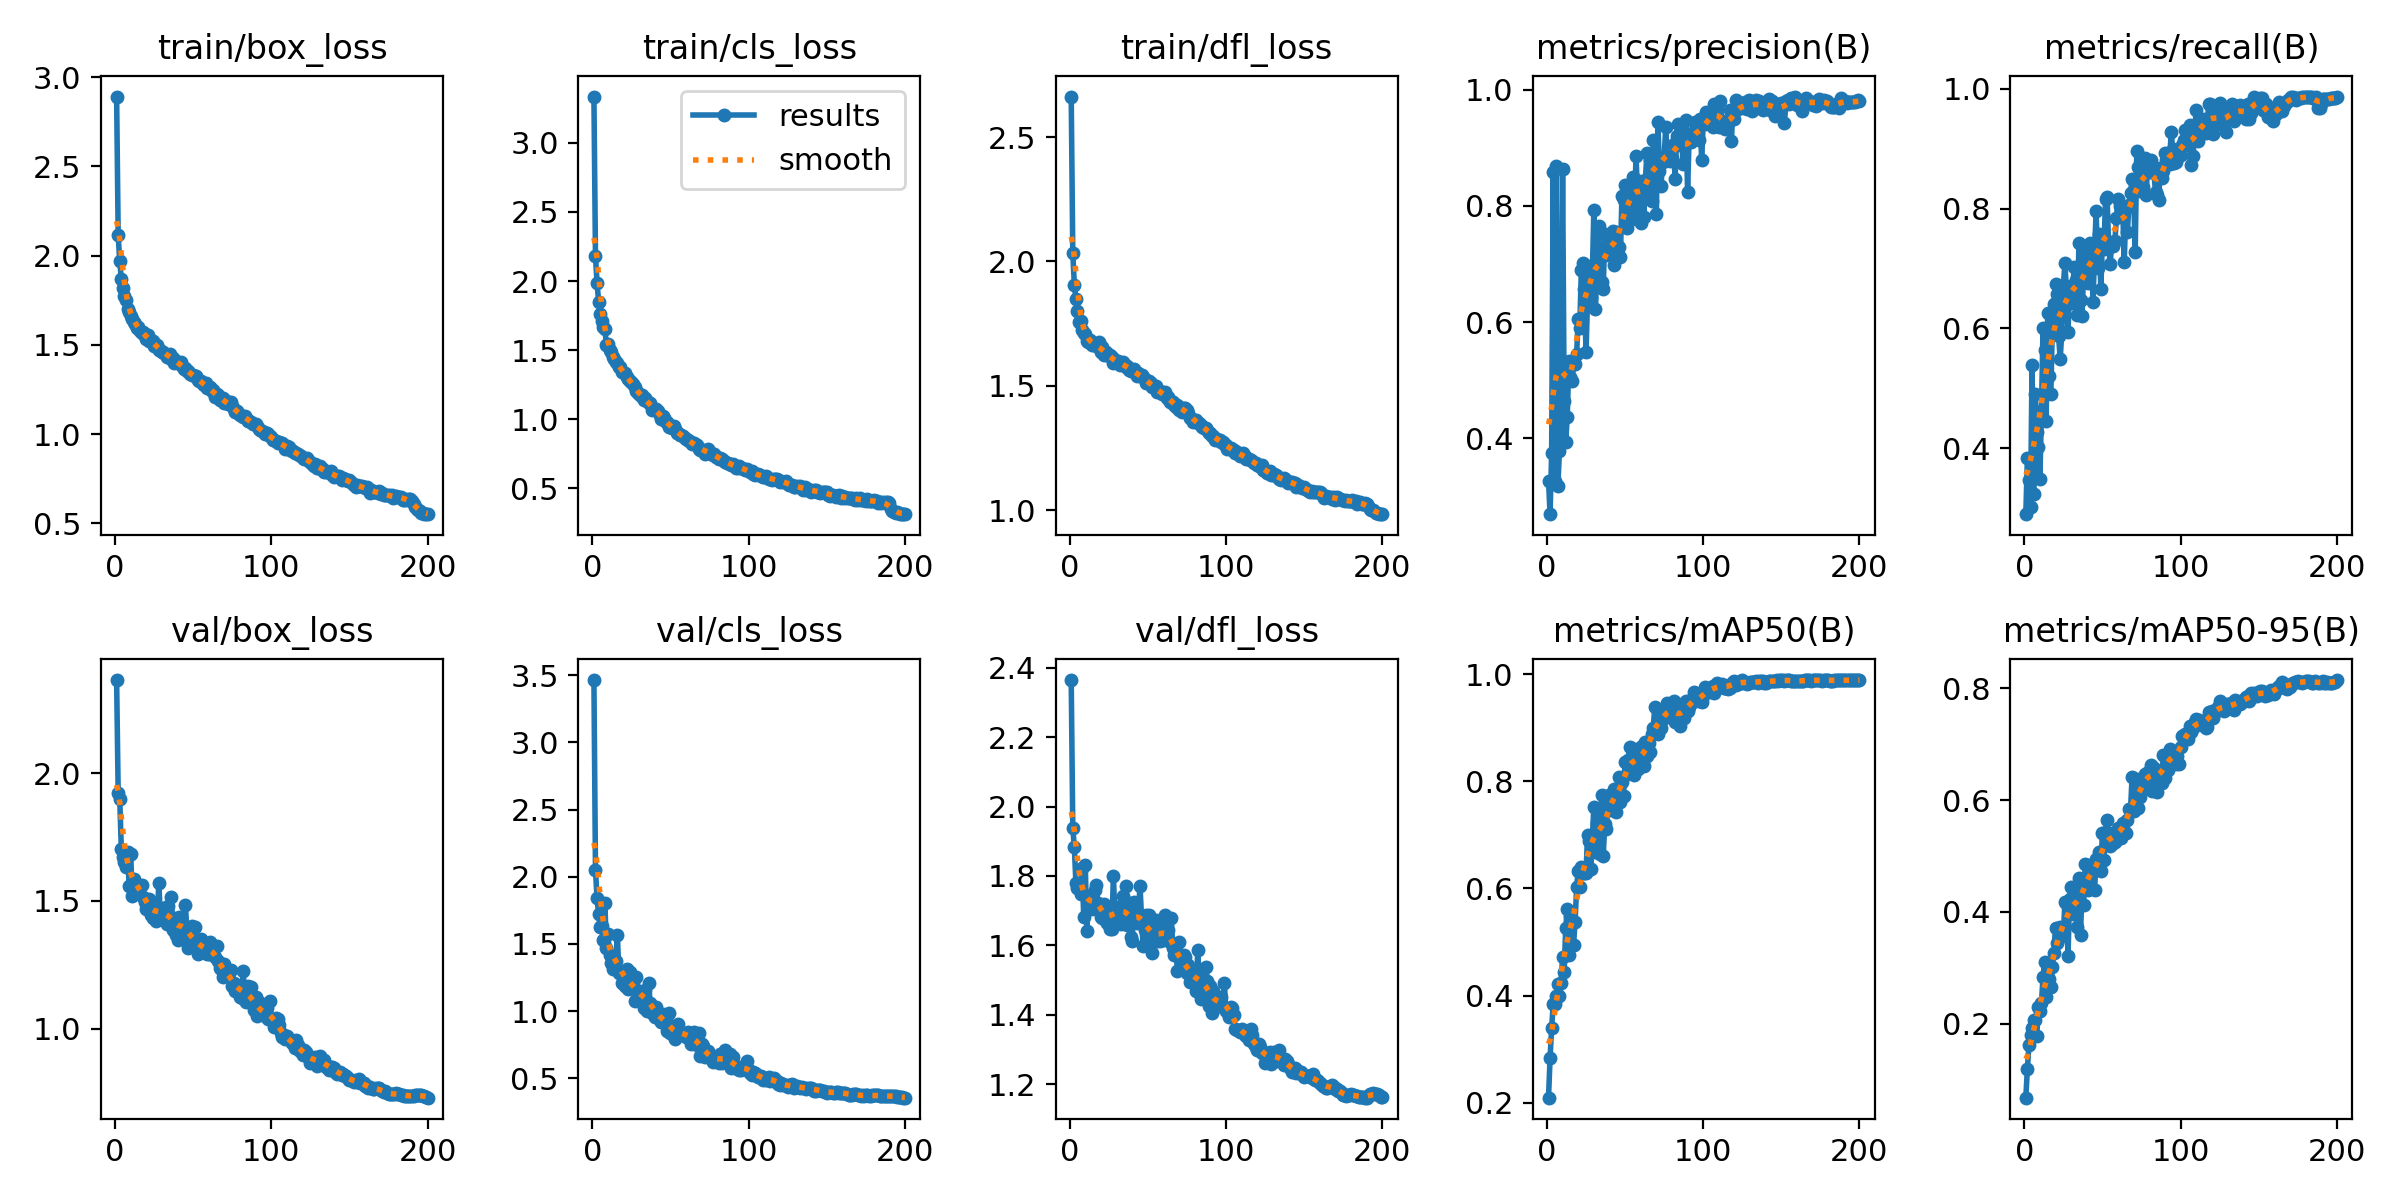 train/box_loss
3.0
2.5
2.0
1.5
1.0
0.5
0 100 200
train/cls_loss
results
smooth
3.0
2.5
2.0
1.5
1.0
0.5
0 100 200
train/dfl_loss
2.5
2.0
1.5
1.0
0 100 200
metrics/precision(B)
1.0
0.8
0.6
0.4
0 100 200
metrics/recall(B)
1.0
0.8
0.6
0.4
0 100 200
val/box_loss
2.0
1.5
1.0
0 100 200
val/cls_loss
3.5
3.0
2.5
2.0
1.5
1.0
0.5
0 100 200
val/dfl_loss
2.4
2.2
2.0
1.8
1.6
1.4
1.2
0 100 200
metrics/mAP50(B)
1.0
0.8
0.6
0.4
0.2
0 100 200
metrics/mAP50-95(B)
0.8
0.6
0.4
0.2
0 100 200